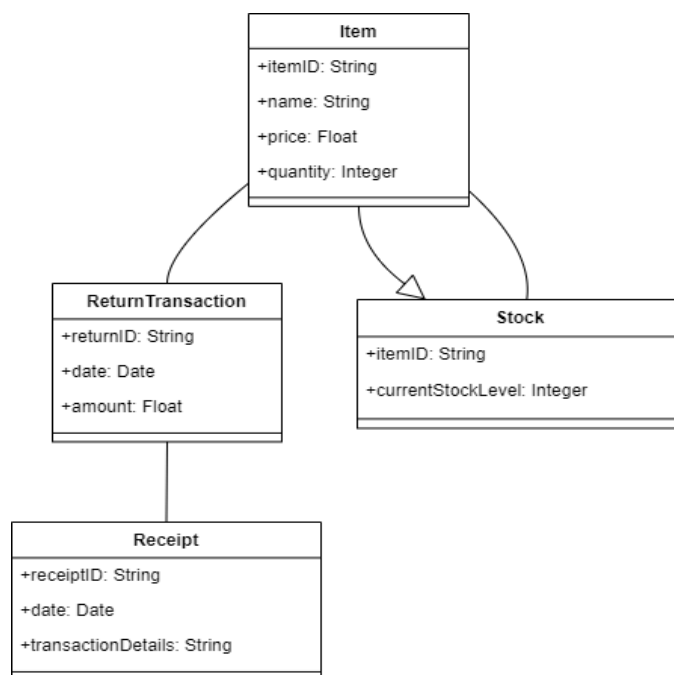 Item
+itemID: String
+name: String
+price: Float
+quantity: Integer
ReturnTransaction
+returnID: String
+date: Date
+amount: Float
Stock
+itemID: String
+currentStockLevel: Integer
Receipt
+receiptID: String
+date: Date
+transactionDetails: String